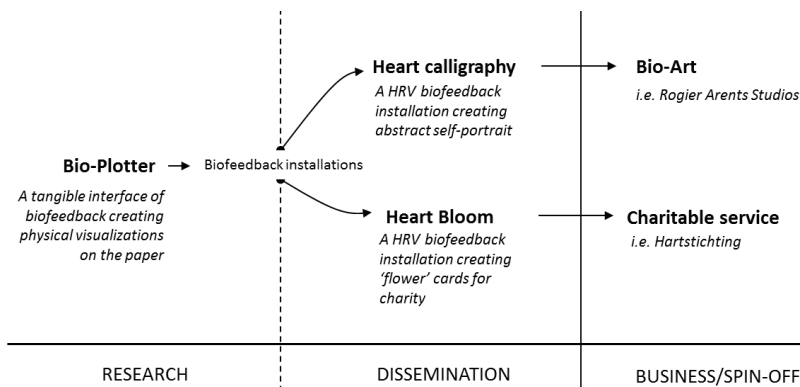 Bio-Plotter
A tangible interface of
biofeedback creating
physical visualizations
on the paper
Biofeedback installations
Heart calligraphy
A HRV biofeedback
installation creating
abstract self-portrait
Bio-Art
i.e. Rogier Arents Studios
Heart Bloom
A HRV biofeedback
installation creating
‘flower’ cards for
charity
Charitable service
i.e. Hartstichting
RESEARCH
DISSEMINATION
BUSINESS/SPIN-OFF